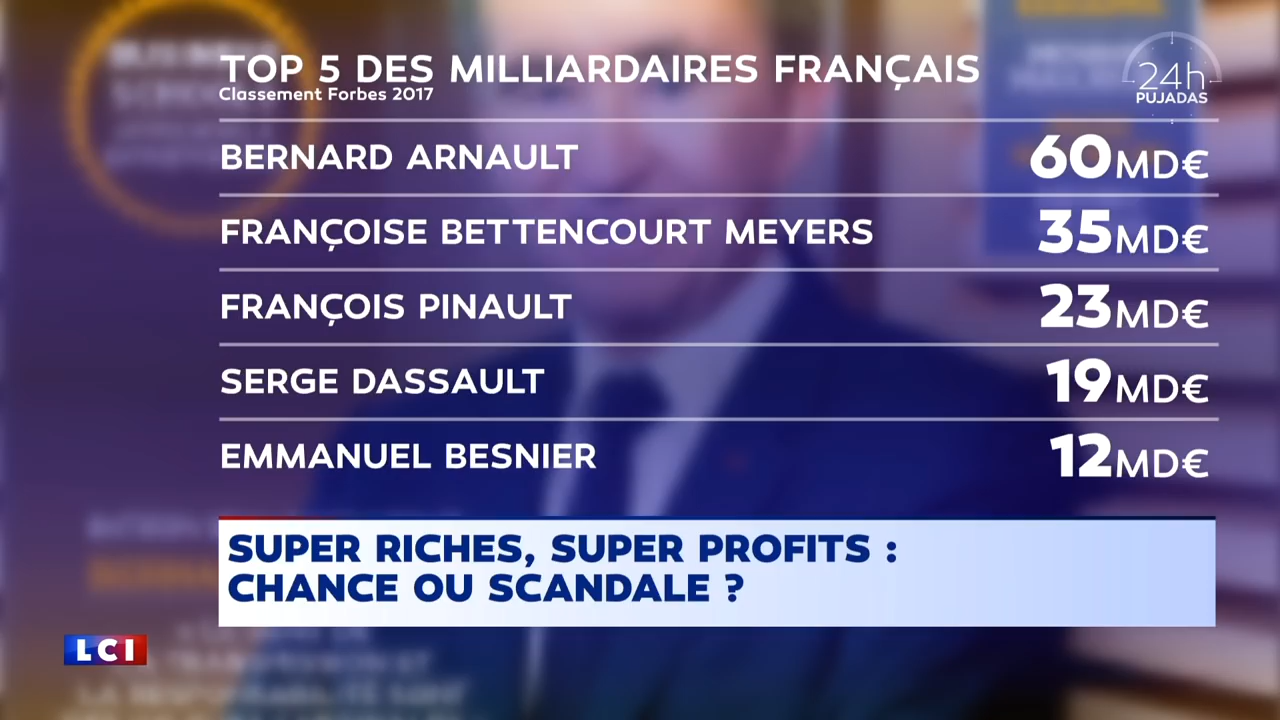 TOP 5 DES MILLIARDAIRES FRANÇAIS
Classement Forbes 2017
24h
PUJADAS
BERNARD ARNAULT 60MD€
FRANÇOISE BETTENCOURT MEYERS 35MD€
FRANÇOIS PINAULT 23MD€
SERGE DASSAULT 19MD€
EMMANUEL BESNIER 12MD€
SUPER RICHES, SUPER PROFITS :
CHANCE OU SCANDALE ?
LCI